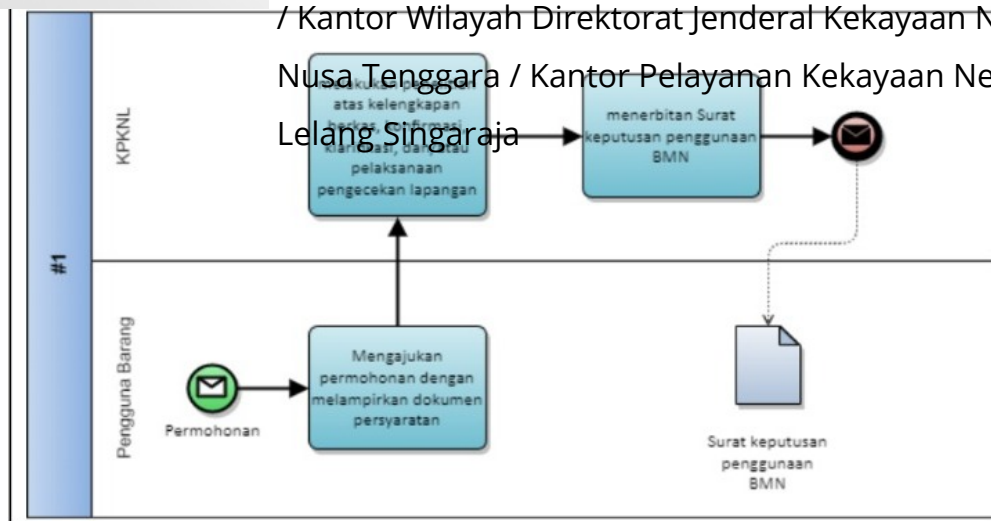 / Kantor Wilayah Direktorat Jenderal Kekayaan
Nusa Tenggara / Kantor Pelayanan Kekayaan
Lelang Singaraja
#1
KPKNL
atas kelengkapan
pelaksanaan
pengecekan lapangan
menerbitan Surat
keputusan penggunaan
BMN
Pengguna Barang
Permohonan
Mengajukan
permohonan dengan
melampirkan dokumen
persyaratan
Surat keputusan
penggunaan
BMN